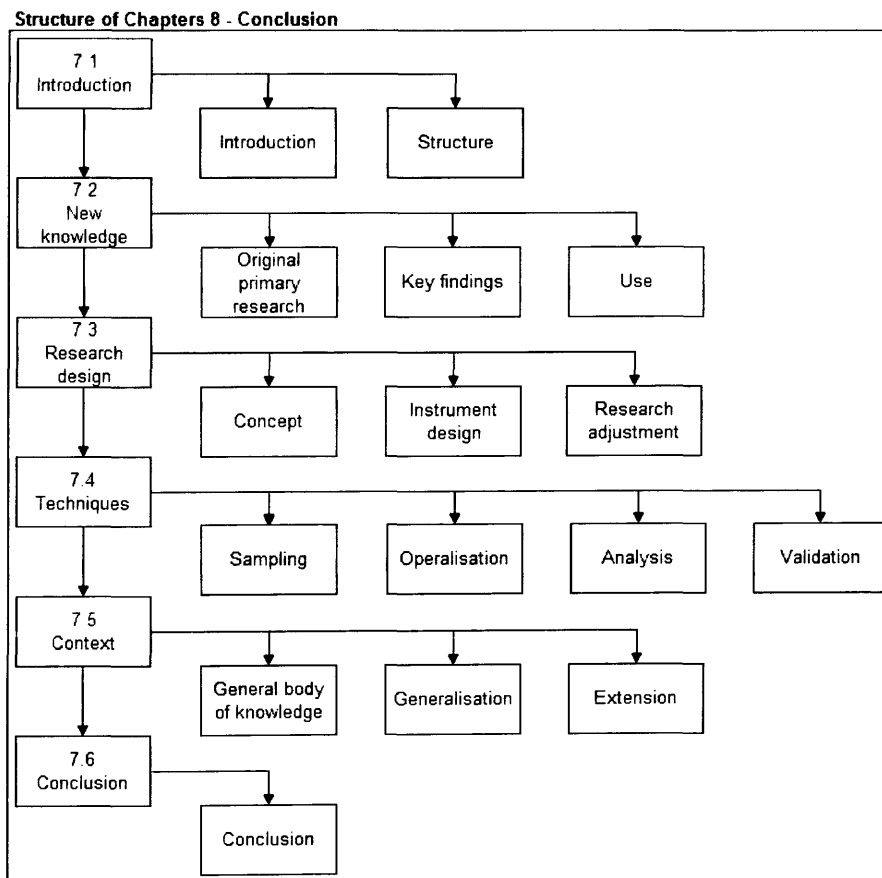 Structure of Chapters 8 - Conclusion
7 1
Introduction
Introduction
Structure
7 2
New
knowledge
Original
primary
research
Key findings
Use
7 3
Research
design
Concept
Instrument
design
Research
adjustment
7.4
Techniques
Sampling
Operalisation
Analysis
Validation
7 5
Context
General body
of knowledge
Generalisation
Extension
7.6
Conclusion
Conclusion